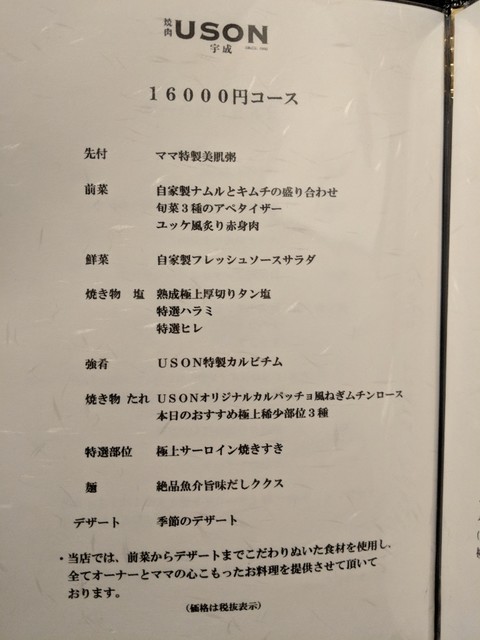 焼肉 USON
宇成
16000円コース
先付 ママ特製美肌粥
前菜 自家製ナムルとキムチの盛り合わせ
旬菜3種のアペタイザー
ユッケ風炙り赤身肉
鮮菜 自家製フレッシュソースサラダ
焼き物 塩 熟成極上厚切りタン塩
特選ハラミ
特選ヒレ
強肴 USON特製カルビチム
焼き物 たれ USONオリジナルカルパッチョ風ねぎムチンロース
本日のおすすめ極上稀少部位3種
特選部位 極上サーロイン焼きすき
麺 絶品魚介旨味だしククス
デザート 季節のデザート
・当店では、前菜からデザートまでこだわりぬいた食材を使用し、
全てオーナーとママの心こもったお料理を提供させて頂いて
おります。
(価格は税抜表示)